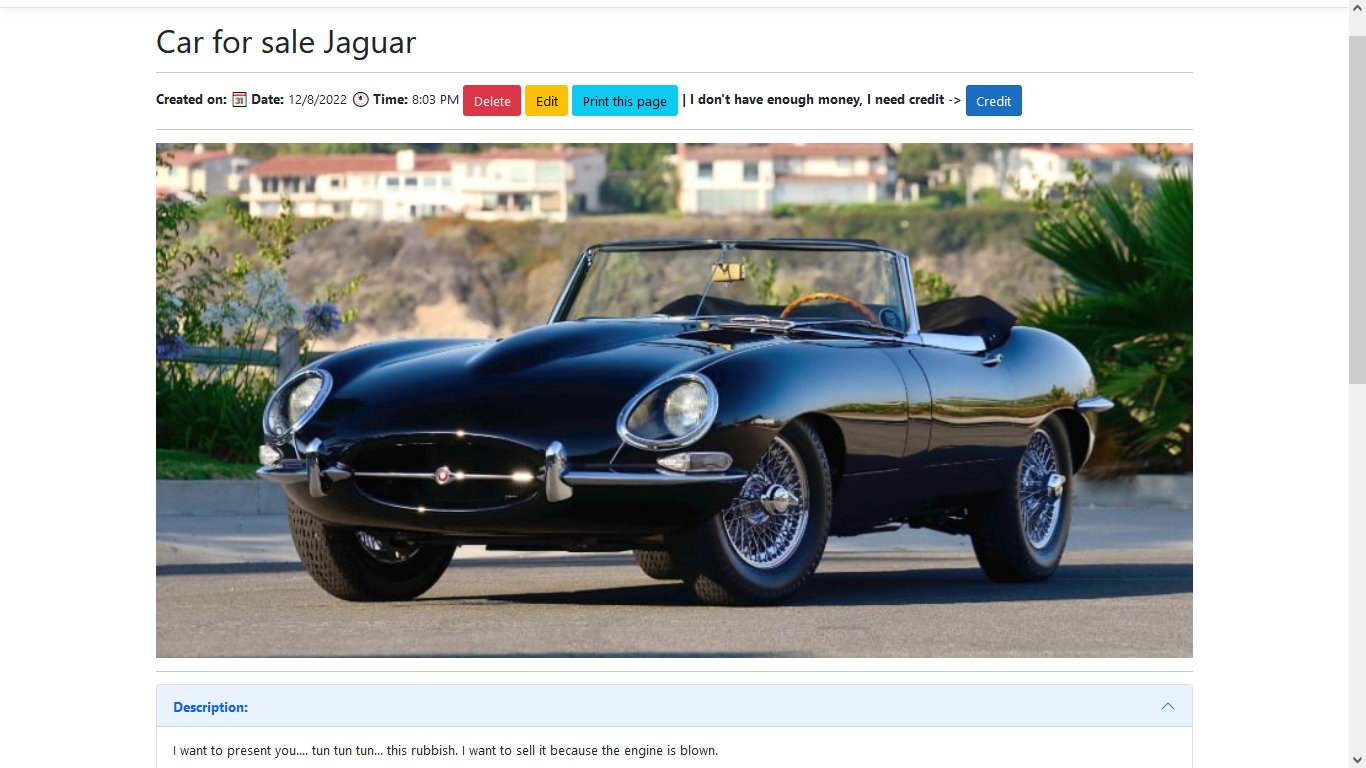 Car for sale Jaguar
Created on: Date: 12/8/2022 Time: 8:03 PM Delete Edit Print this page | I don't have enough money, I need credit -> Credit
Description:
I want to present you.... tun tun tun... this rubbish. I want to sell it because the engine is blown.